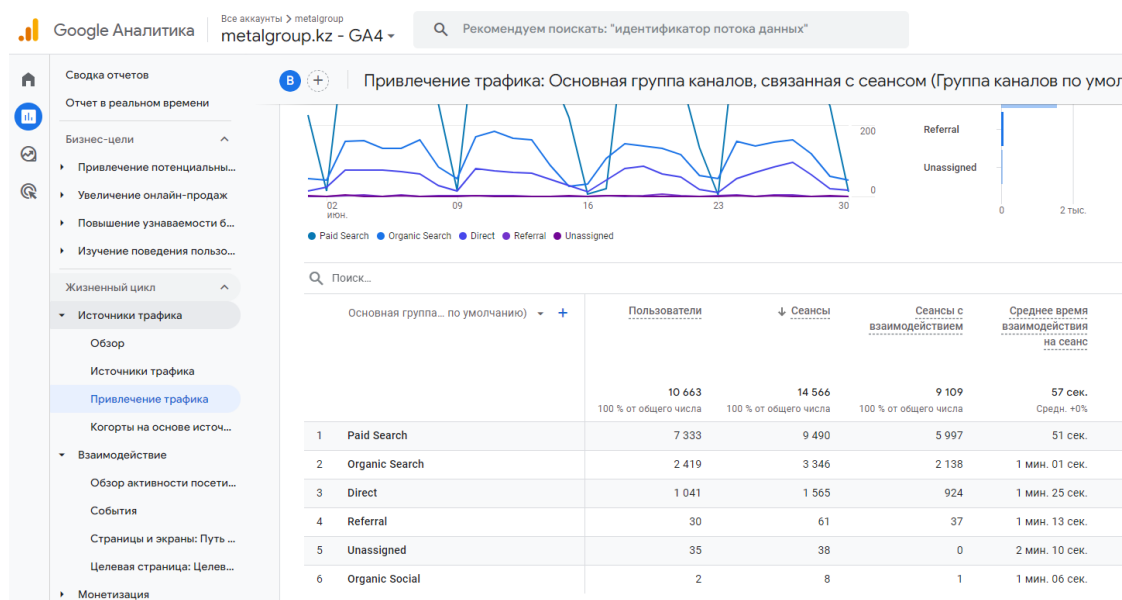 Google Аналитика
Все аккаунты > metalgroup
metalgroup.kz - GA4
Рекомендуем поискать: "идентификатор потока данных"
Сводка отчетов
Отчет в реальном времени
Бизнес-цели
Привлечение потенциальны...
Увеличение онлайн-продаж
Повышение узнаваемости б...
Изучение поведения пользо...
Жизненный цикл
Источники трафика
Обзор
Источники трафика
Привлечение трафика
Когорты на основе источ...
Взаимодействие
Обзор активности посети...
События
Страницы и экраны: Путь ...
Целевая страница: Целев...
Монетизация
B
Привлечение трафика: Основная группа каналов, связанная с сеансом (Группа каналов по умол
200
0
02 09 16 23 30
июн.
Paid Search Organic Search Direct Referral Unassigned
Referral
Unassigned
0 2 тыс.
Поиск...
Основная группа... по умолчанию) + Пользователи ↓ Сеансы Сеансы с взаимодействием Среднее время взаимодействия на сеанс
10 663 14 566 9 109 57 сек.
100 % от общего числа 100 % от общего числа 100 % от общего числа Средн. +0%
1 Paid Search 7 333 9 490 5 997 51 сек.
2 Organic Search 2 419 3 346 2 138 1 мин. 01 сек.
3 Direct 1 041 1 565 924 1 мин. 25 сек.
4 Referral 30 61 37 1 мин. 13 сек.
5 Unassigned 35 38 0 2 мин. 10 сек.
6 Organic Social 2 8 1 1 мин. 06 сек.